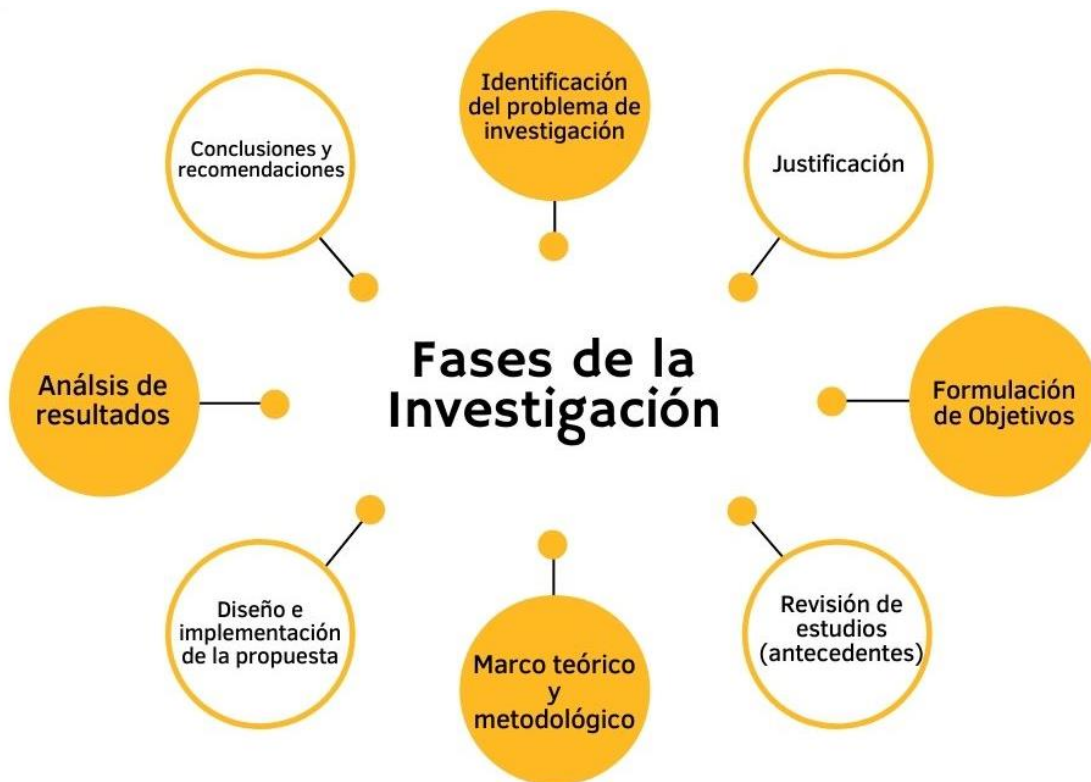 Fases de la
Investigación
Identificación
del problema de
investigación
Justificación
Formulación
de Objetivos
Revisión de
estudios
(antecedentes)
Marco teórico
y
metodológico
Diseño e
implementación
de la propuesta
Análsis de
resultados
Conclusiones y
recomendaciones